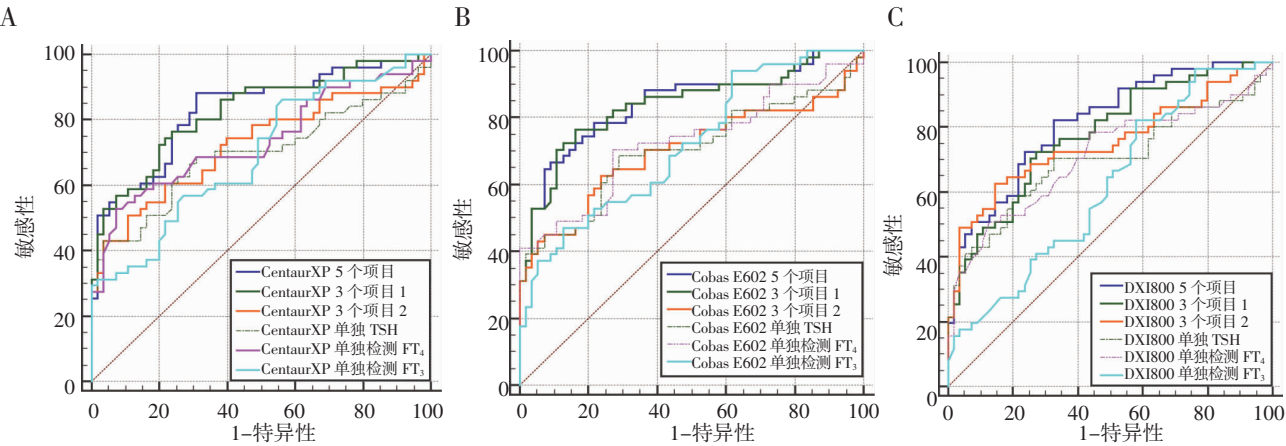 A
100
80
60
40
20
0
敏感性
CentaurXP 5 个项目
CentaurXP 3 个项目 1
CentaurXP 3 个项目 2
CentaurXP 单独 TSH
CentaurXP 单独检测 FT₄
CentaurXP 单独检测 FT₃
0 20 40 60 80 100
1-特异性
B
100
80
60
40
20
0
敏感性
Cobas E602 5 个项目
Cobas E602 3 个项目 1
Cobas E602 3 个项目 2
Cobas E602 单独 TSH
Cobas E602 单独检测 FT₄
Cobas E602 单独检测 FT₃
0 20 40 60 80 100
1-特异性
C
100
80
60
40
20
0
敏感性
DXI800 5 个项目
DXI800 3 个项目 1
DXI800 3 个项目 2
DXI800 单独 TSH
DXI800 单独检测 FT₄
DXI800 单独检测 FT₃
0 20 40 60 80 100
1-特异性